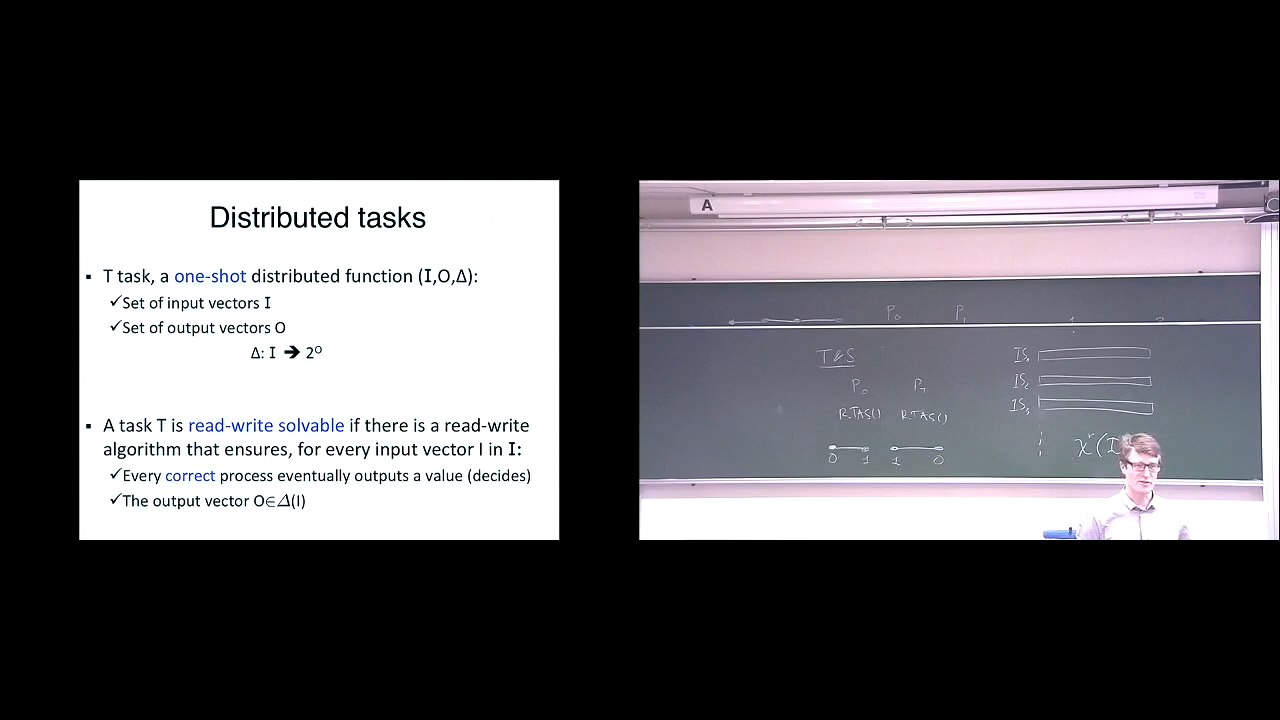 Distributed tasks
▪ T task, a one-shot distributed function (I,O,Δ):
✓Set of input vectors I
✓Set of output vectors O
Δ: I ➔ 2ᴼ
▪ A task T is read-write solvable if there is a read-write
algorithm that ensures, for every input vector I in I:
✓Every correct process eventually outputs a value (decides)
✓The output vector O∈Δ(I)
A
P₀ P₁
T&S
P₀ P₁
R.TAS() R.TAS()
0 1 1 0
IS₁
IS₂
IS₃
χʳ(I